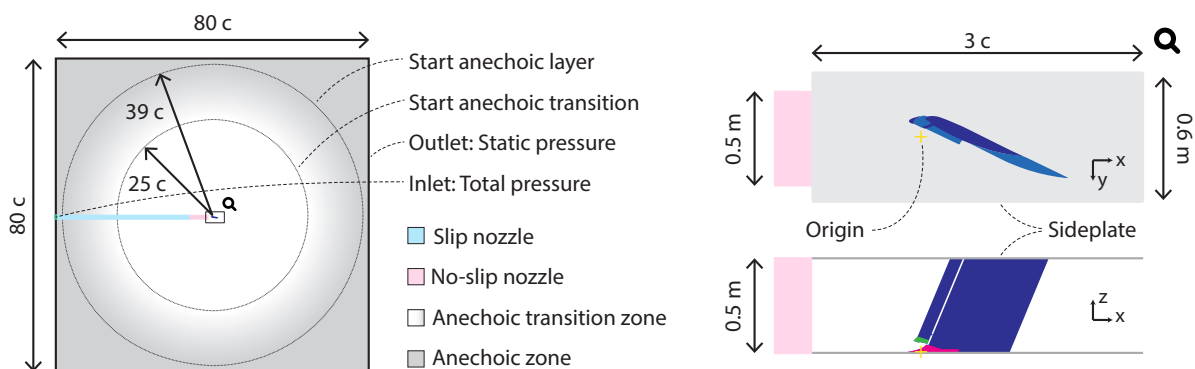 80 c
80 c
39 c
25 c
Start anechoic layer
Start anechoic transition
Outlet: Static pressure
Inlet: Total pressure
Slip nozzle
No-slip nozzle
Anechoic transition zone
Anechoic zone
3 c
0.5 m
0.6 m
x
y
Origin
Sideplate
0.5 m
z
x